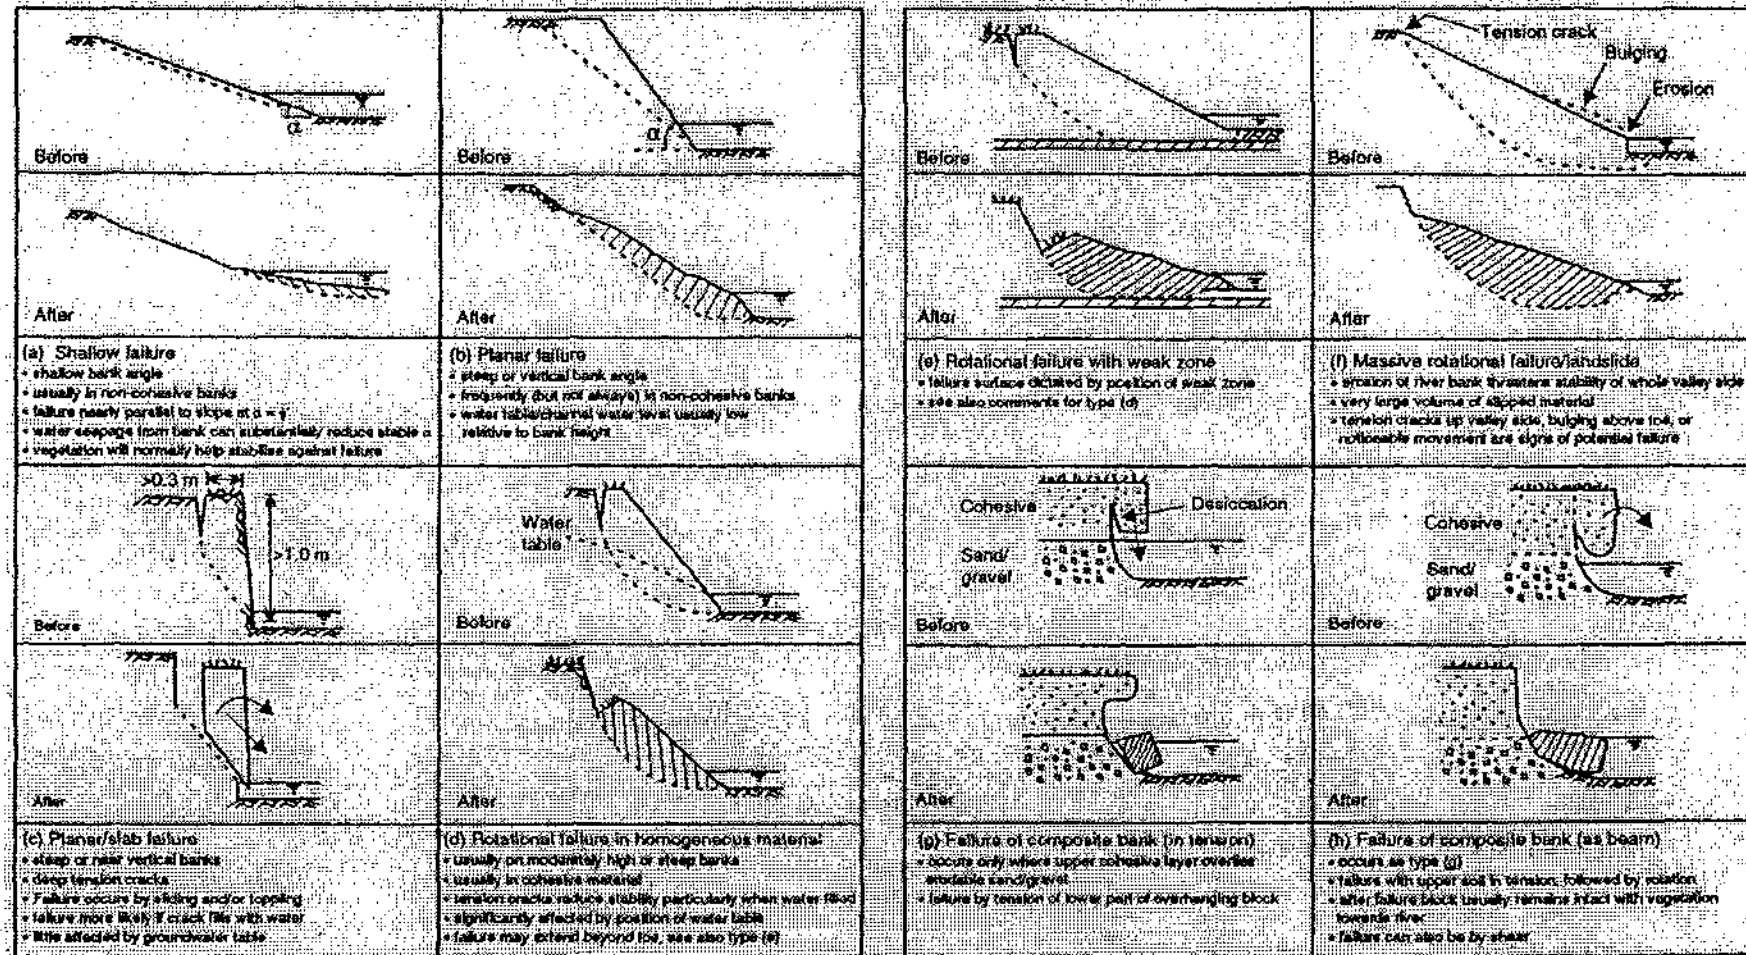 Before
α
Before
α
After
After
(a) Shallow failure
• shallow bank angle
• usually in non-cohesive banks
• failure nearly parallel to slope at α = ϕ
• water seepage from bank can substantially reduce stable α
• vegetation will normally help stabilise against failure
(b) Planar failure
• steep or vertical bank angle
• frequently (but not always) in non-cohesive banks
• water table/channel water level usually low
relative to bank height
>0.3 m
>1.0 m
Before
Water
table
Before
After
After
(c) Planar/slab failure
• steep or near vertical banks
• deep tension cracks
• Failure occurs by sliding and/or toppling
• failure more likely if crack fills with water
• little affected by groundwater table
(d) Rotational failure in homogeneous material
• usually on moderately high or steep banks
• usually in cohesive material
• tension cracks reduce stability particularly when water filled
• significantly affected by position of water table
• failure may extend beyond toe, see also type (e)
Before
Tension crack
Bulging
Erosion
Before
After
After
(e) Rotational failure with weak zone
• failure surface dictated by position of weak zone
• see also comments for type (d)
(f) Massive rotational failure/landslide
• erosion of river bank threatens stability of whole valley side
• very large volume of slipped material
• tension cracks up valley side, bulging above toe, or
noticeable movement are signs of potential failure
Cohesive
Desiccation
Sand/
gravel
Before
Cohesive
Sand/
gravel
Before
After
After
(g) Failure of composite bank (in tension)
• occurs only where upper cohesive layer overlies
erodable sand/gravel
• failure by tension of lower part of overhanging block
(h) Failure of composite bank (as beam)
• occurs as type (g)
• failure with upper soil in tension, followed by rotation
• after failure block usually remains intact with vegetation
towards river
• failure can also be by shear